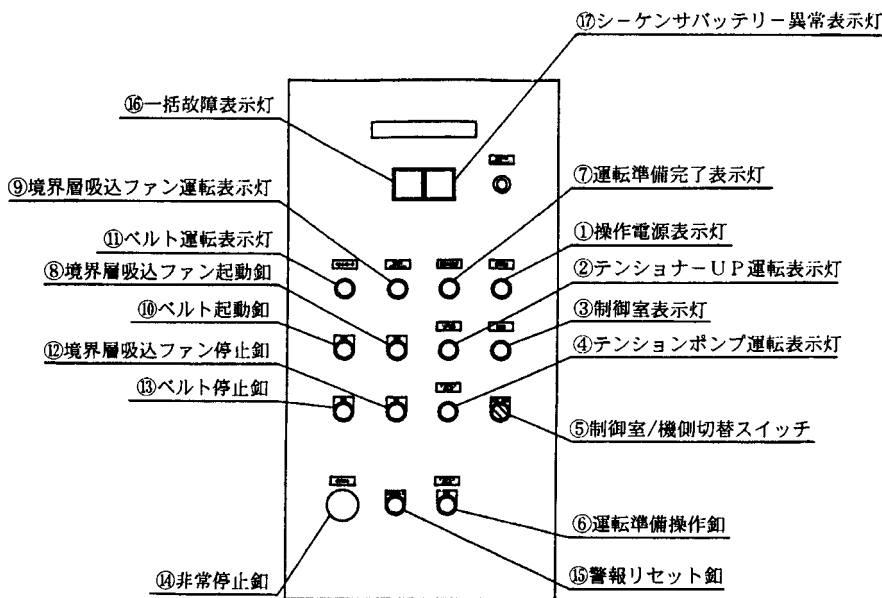 ⑰シーケンサバッテリー異常表示灯
⑯一括故障表示灯
⑨境界層吸込ファン運転表示灯
⑦運転準備完了表示灯
⑪ベルト運転表示灯
①操作電源表示灯
⑧境界層吸込ファン起動釦
②テンショナーUP運転表示灯
⑩ベルト起動釦
③制御室表示灯
⑫境界層吸込ファン停止釦
④テンションポンプ運転表示灯
⑬ベルト停止釦
⑤制御室/機側切替スイッチ
⑥運転準備操作釦
⑭非常停止釦
⑮警報リセット釦